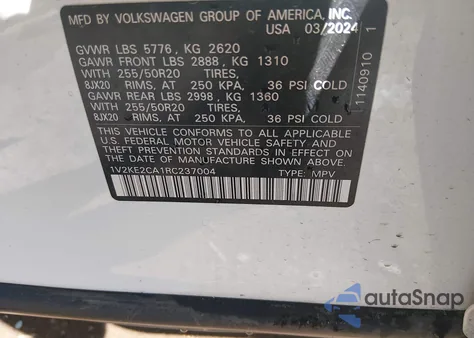 MFD BY VOLKSWAGEN GROUP OF AMERICA, INC.
USA 03/2024
GVWR LBS 5776, KG 2620
GAWR FRONT LBS 2888, KG 1310
WITH 255/50R20 TIRES,
8JX20 RIMS, AT 250 KPA, 36 PSI COLD
GAWR REAR LBS 2998, KG 1360
WITH 255/50R20 TIRES,
8JX20 RIMS, AT 250 KPA, 36 PSI COLD
THIS VEHICLE CONFORMS TO ALL APPLICABLE
U.S. FEDERAL MOTOR VEHICLE SAFETY AND
THEFT PREVENTION STANDARDS IN EFFECT ON THE
DATE OF MANUFACTURE SHOWN ABOVE.
1V2KE2CA1RC237004 TYPE: MPV
1140910 1
autoSnap